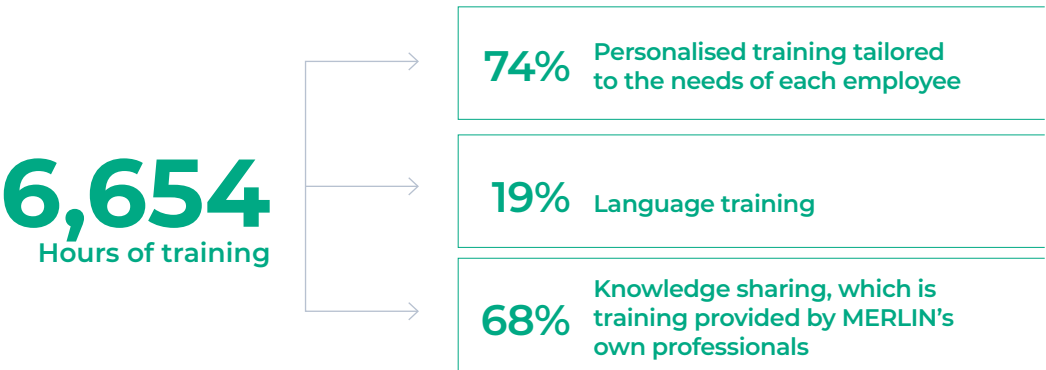 6,654
Hours of training
74%
Personalised training tailored
to the needs of each employee
19%
Language training
68%
Knowledge sharing, which is
training provided by MERLIN's
own professionals